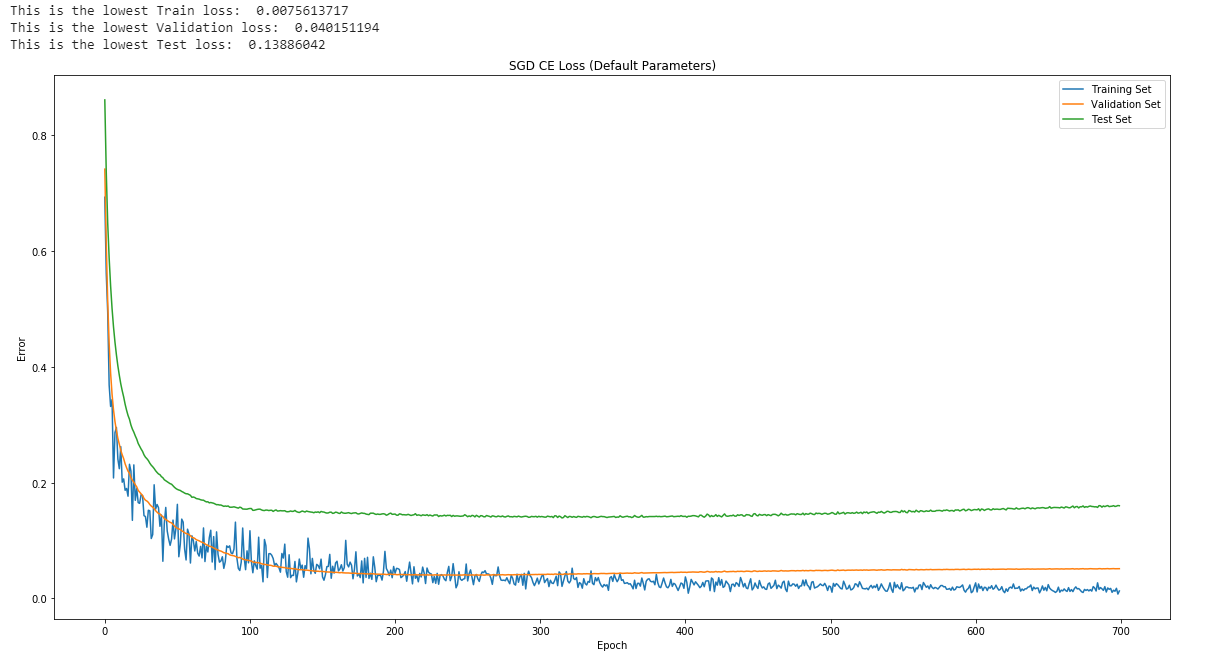 This is the lowest Train loss:  0.0075613717
This is the lowest Validation loss:  0.040151194
This is the lowest Test loss:  0.13886042
SGD CE Loss (Default Parameters)
Training Set
Validation Set
Test Set
Error
0.8
0.6
0.4
0.2
0.0
0 100 200 300 400 500 600 700
Epoch